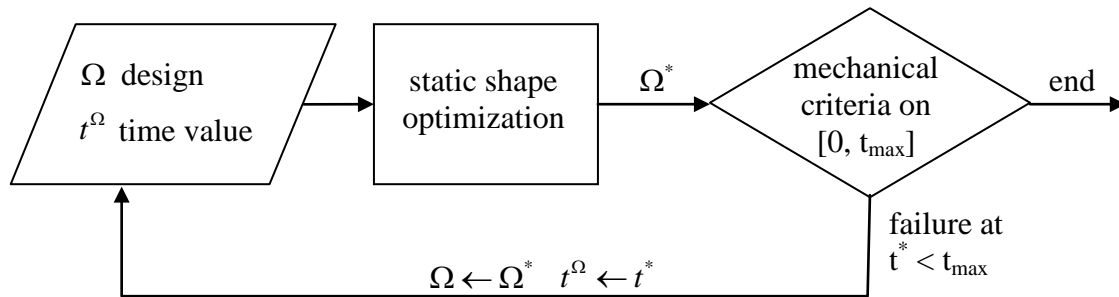 Ω design
t^Ω time value
static shape
optimization
Ω*
mechanical
criteria on
[0, t_max]
end
failure at
t* < t_max
Ω ← Ω* t^Ω ← t*